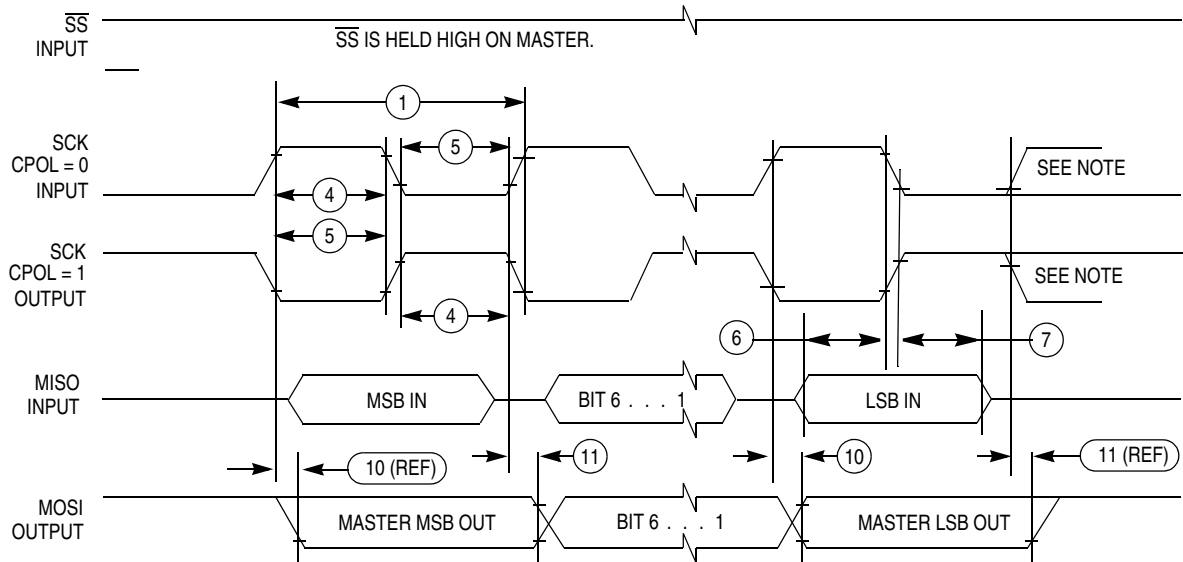 SS
INPUT
SS IS HELD HIGH ON MASTER.
1
SCK
CPOL = 0
INPUT
5
SEE NOTE
4
5
SCK
CPOL = 1
OUTPUT
SEE NOTE
4
6
7
MISO
INPUT
MSB IN
BIT 6 . . . 1
LSB IN
10 (REF)
11
10
11 (REF)
MOSI
OUTPUT
MASTER MSB OUT
BIT 6 . . . 1
MASTER LSB OUT